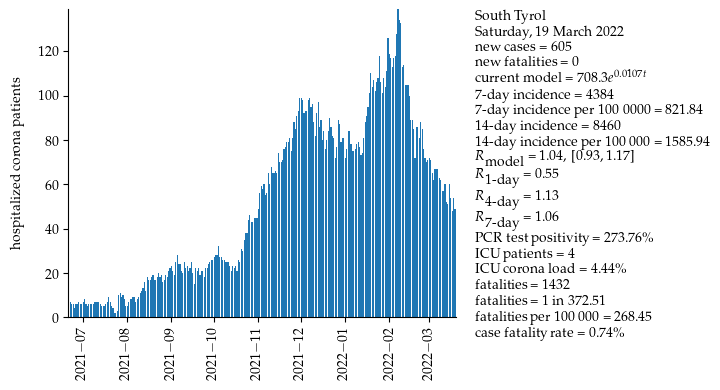 South Tyrol
Saturday, 19 March 2022
new cases = 605
new fatalities = 0
current model = 708.3e^0.0107t
7-day incidence = 4384
7-day incidence per 100 0000 = 821.84
14-day incidence = 8460
14-day incidence per 100 000 = 1585.94
R_model = 1.04, [0.93, 1.17]
R_1-day = 0.55
R_4-day = 1.13
R_7-day = 1.06
PCR test positivity = 273.76%
ICU patients = 4
ICU corona load = 4.44%
fatalities = 1432
fatalities = 1 in 372.51
fatalities per 100 000 = 268.45
case fatality rate = 0.74%
hospitalized corona patients
120
100
80
60
40
20
0
2021−07
2021−08
2021−09
2021−10
2021−11
2021−12
2022−01
2022−02
2022−03